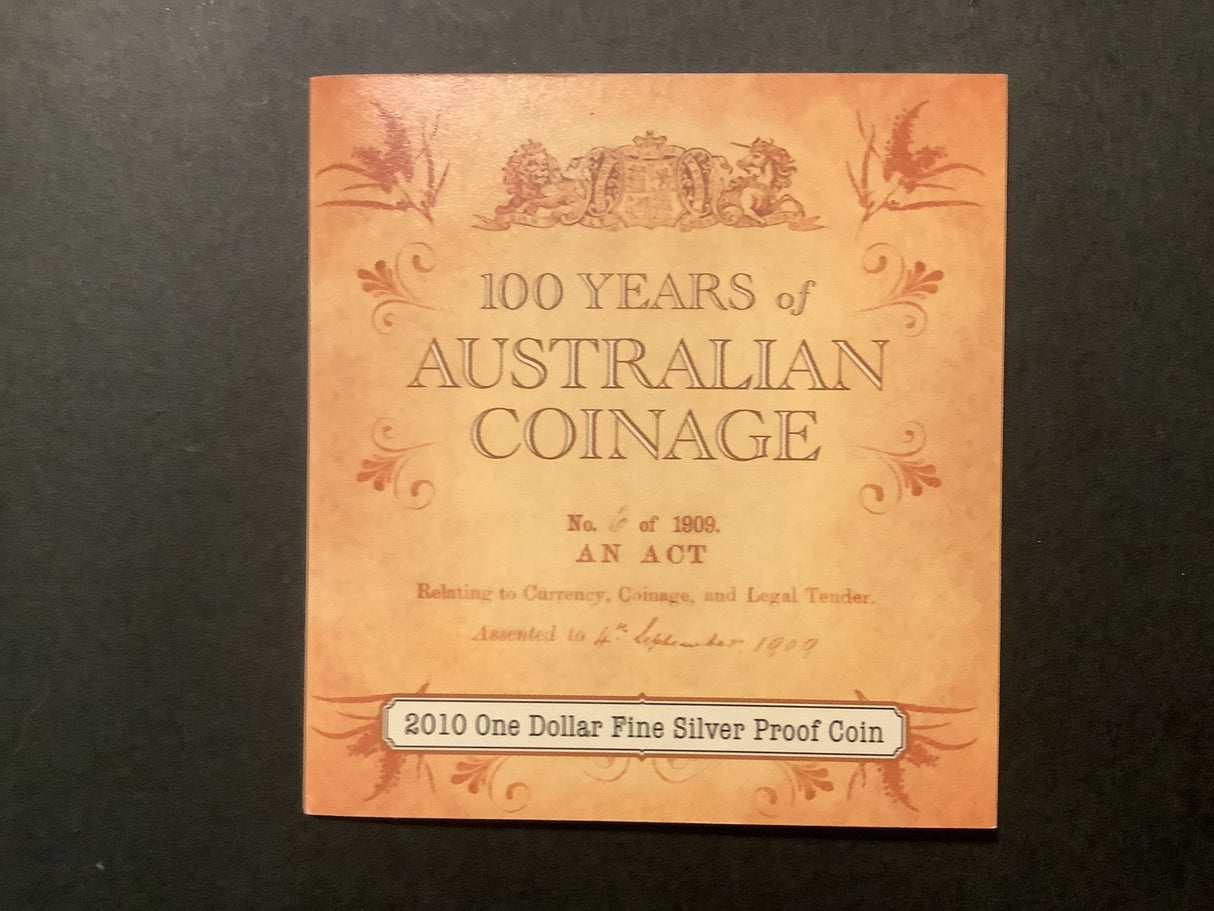 100 YEARS of
AUSTRALIAN
COINAGE
No. 6 of 1909.
AN ACT
Relating to Currency, Coinage, and Legal Tender.
Assented to 4th September 1909
2010 One Dollar Fine Silver Proof Coin